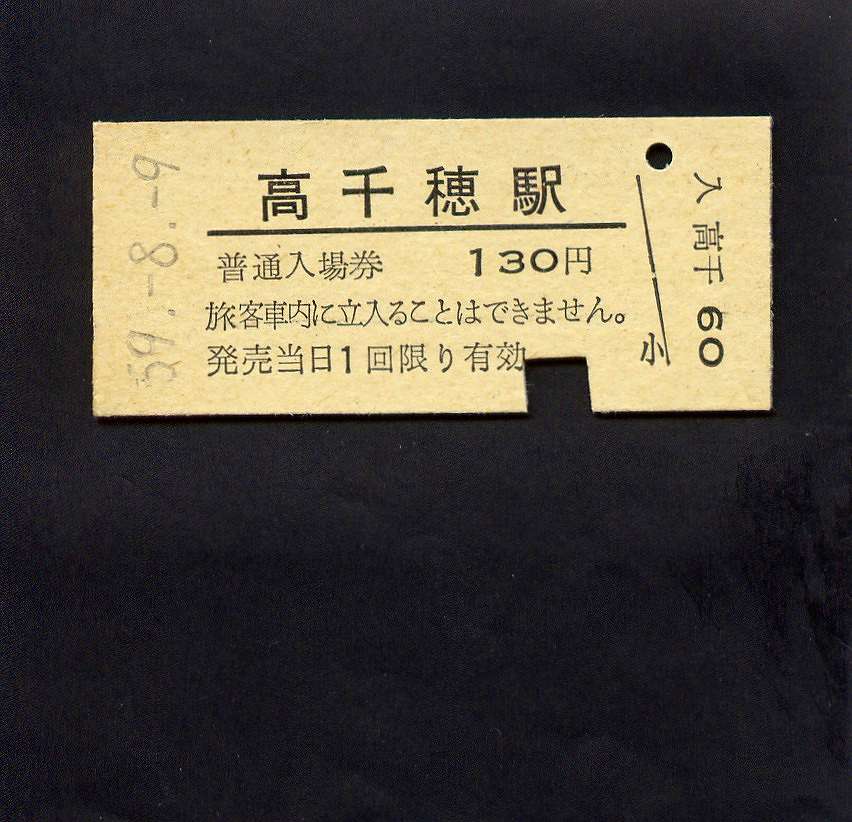 59.-8.-9
高千穂駅
普通入場券 130円
旅客車内に立入ることはできません。
発売当日1回限り有効
小
入 高千 60